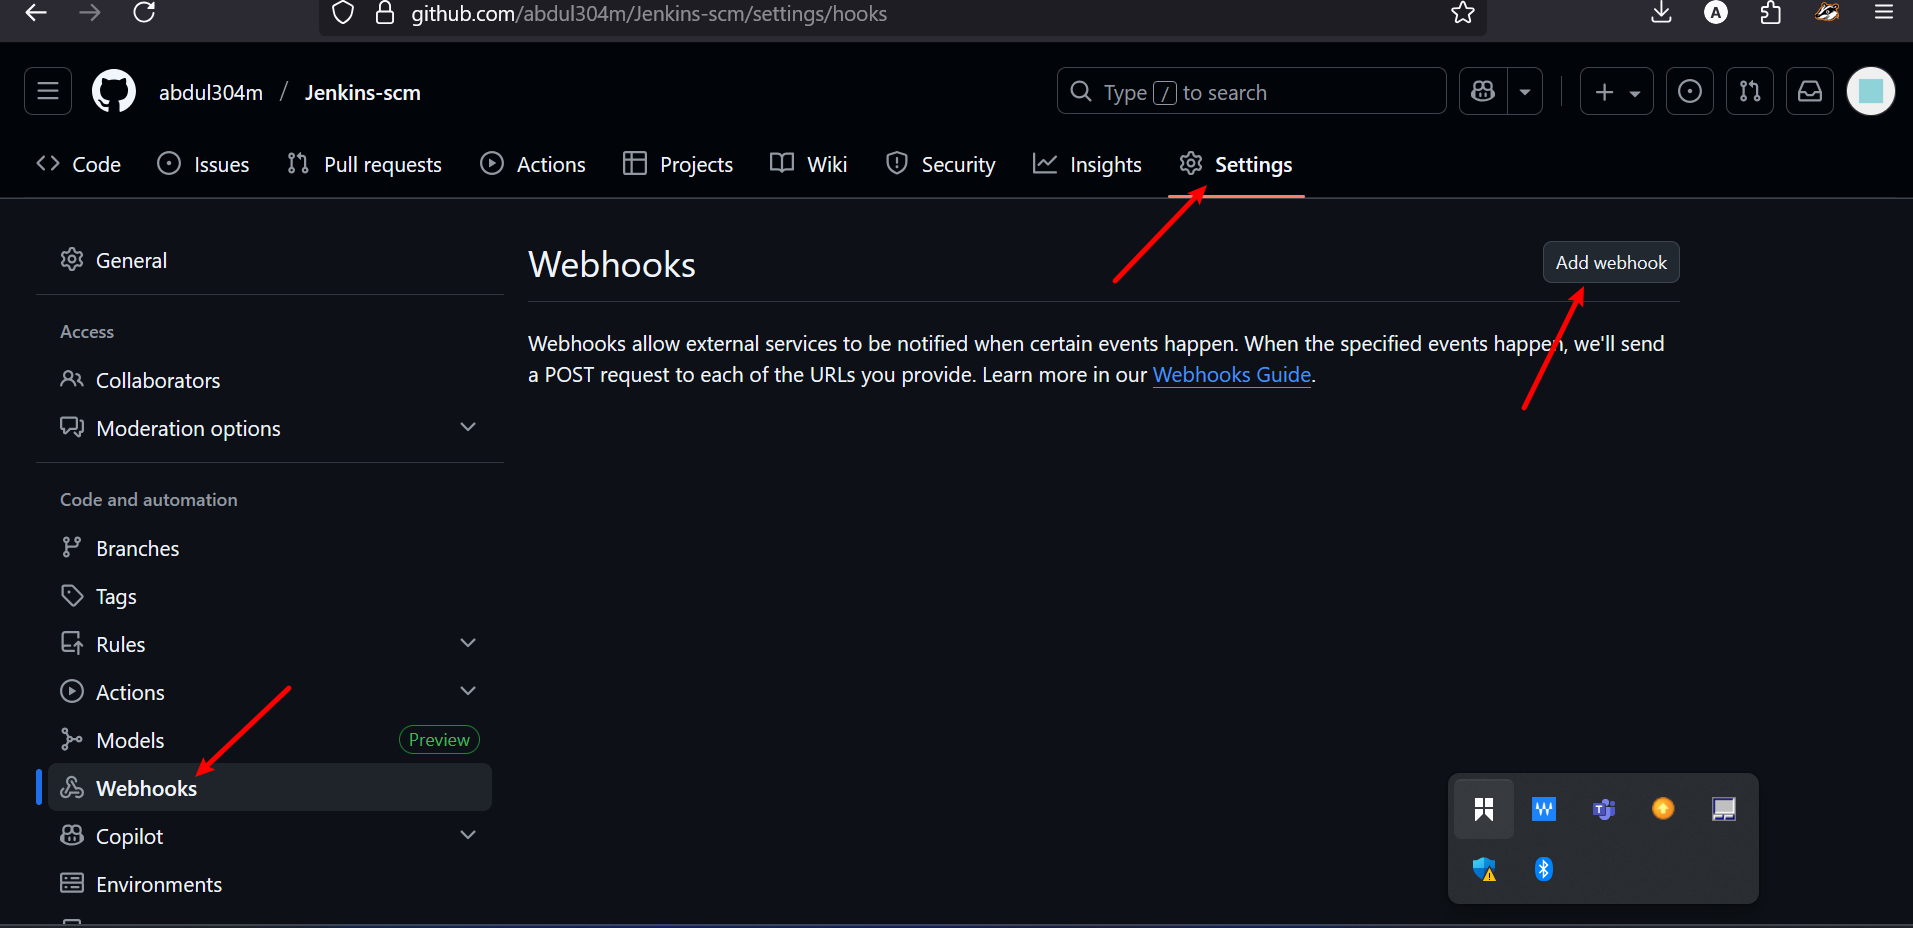 github.com/abdul304m/Jenkins-scm/settings/hooks
A
abdul304m / Jenkins-scm
Type / to search
Code Issues Pull requests Actions Projects Wiki Security Insights Settings
General
Webhooks
Add webhook
Access
Webhooks allow external services to be notified when certain events happen. When the specified events happen, we'll send
a POST request to each of the URLs you provide. Learn more in our Webhooks Guide.
Collaborators
Moderation options
Code and automation
Branches
Tags
Rules
Actions
Models Preview
Webhooks
Copilot
Environments